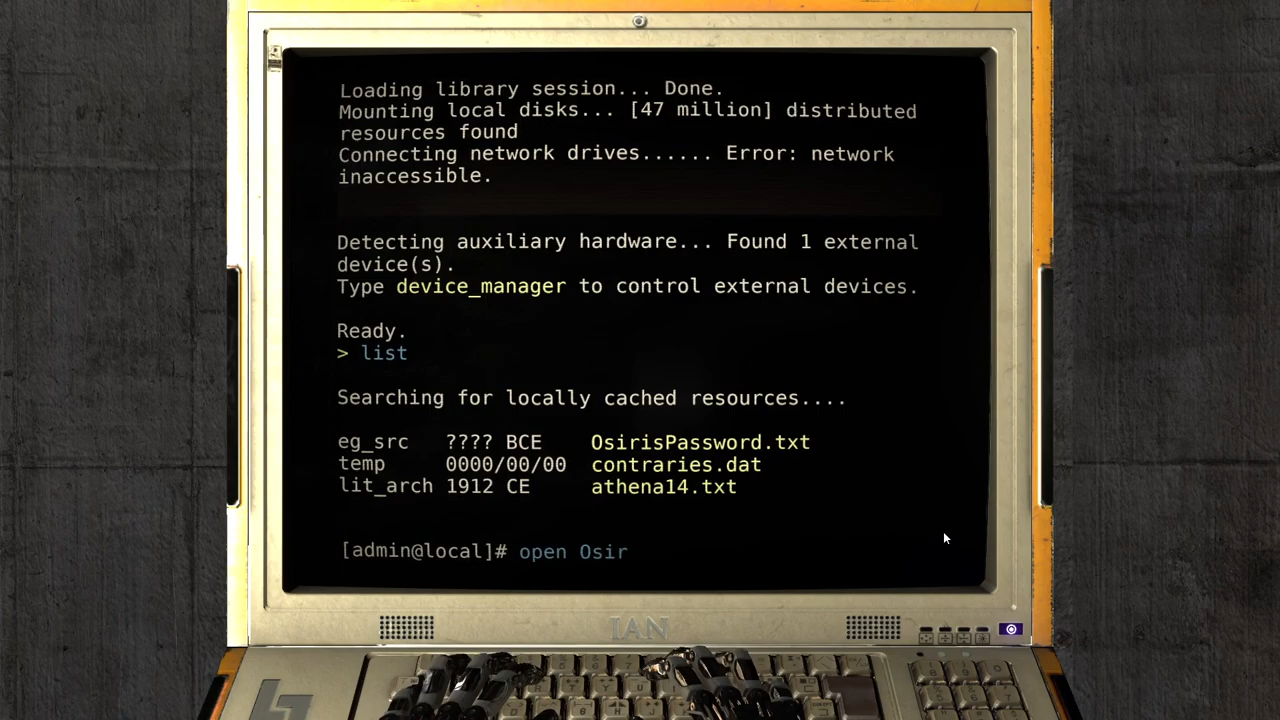 Loading library session... Done.
Mounting local disks... [47 million] distributed
resources found
Connecting network drives...... Error: network
inaccessible.
Detecting auxiliary hardware... Found 1 external
device(s).
Type device_manager to control external devices.
Ready.
> list
Searching for locally cached resources....
eg_src ???? BCE OsirisPassword.txt
temp 0000/00/00 contraries.dat
lit_arch 1912 CE athena14.txt
[admin@local]# open Osir
IAN